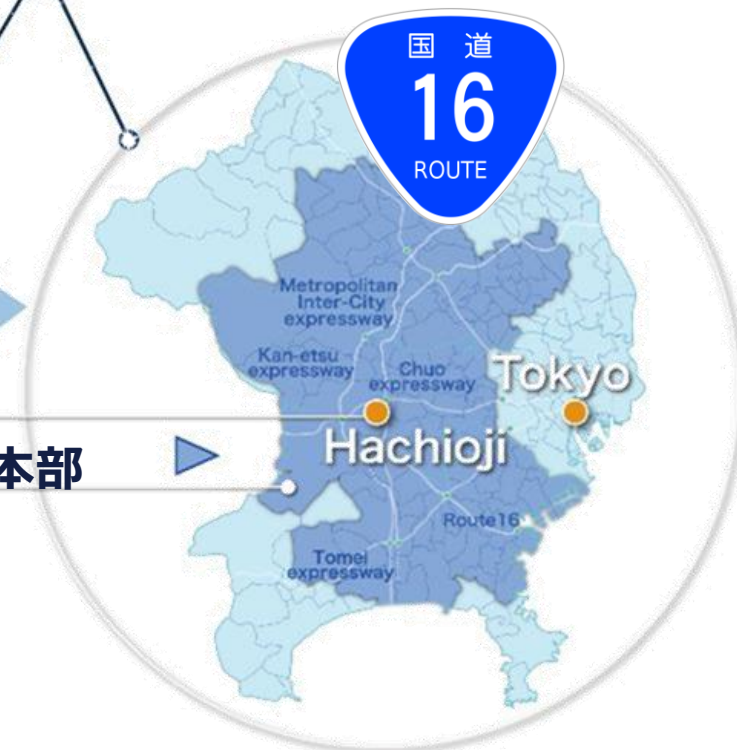 国 道
16
ROUTE
Metropolitan
Inter-City
expressway
Kan-etsu
expressway
Chuo
expressway
Tokyo
Hachioji
本部
Route16
Tomei
expressway